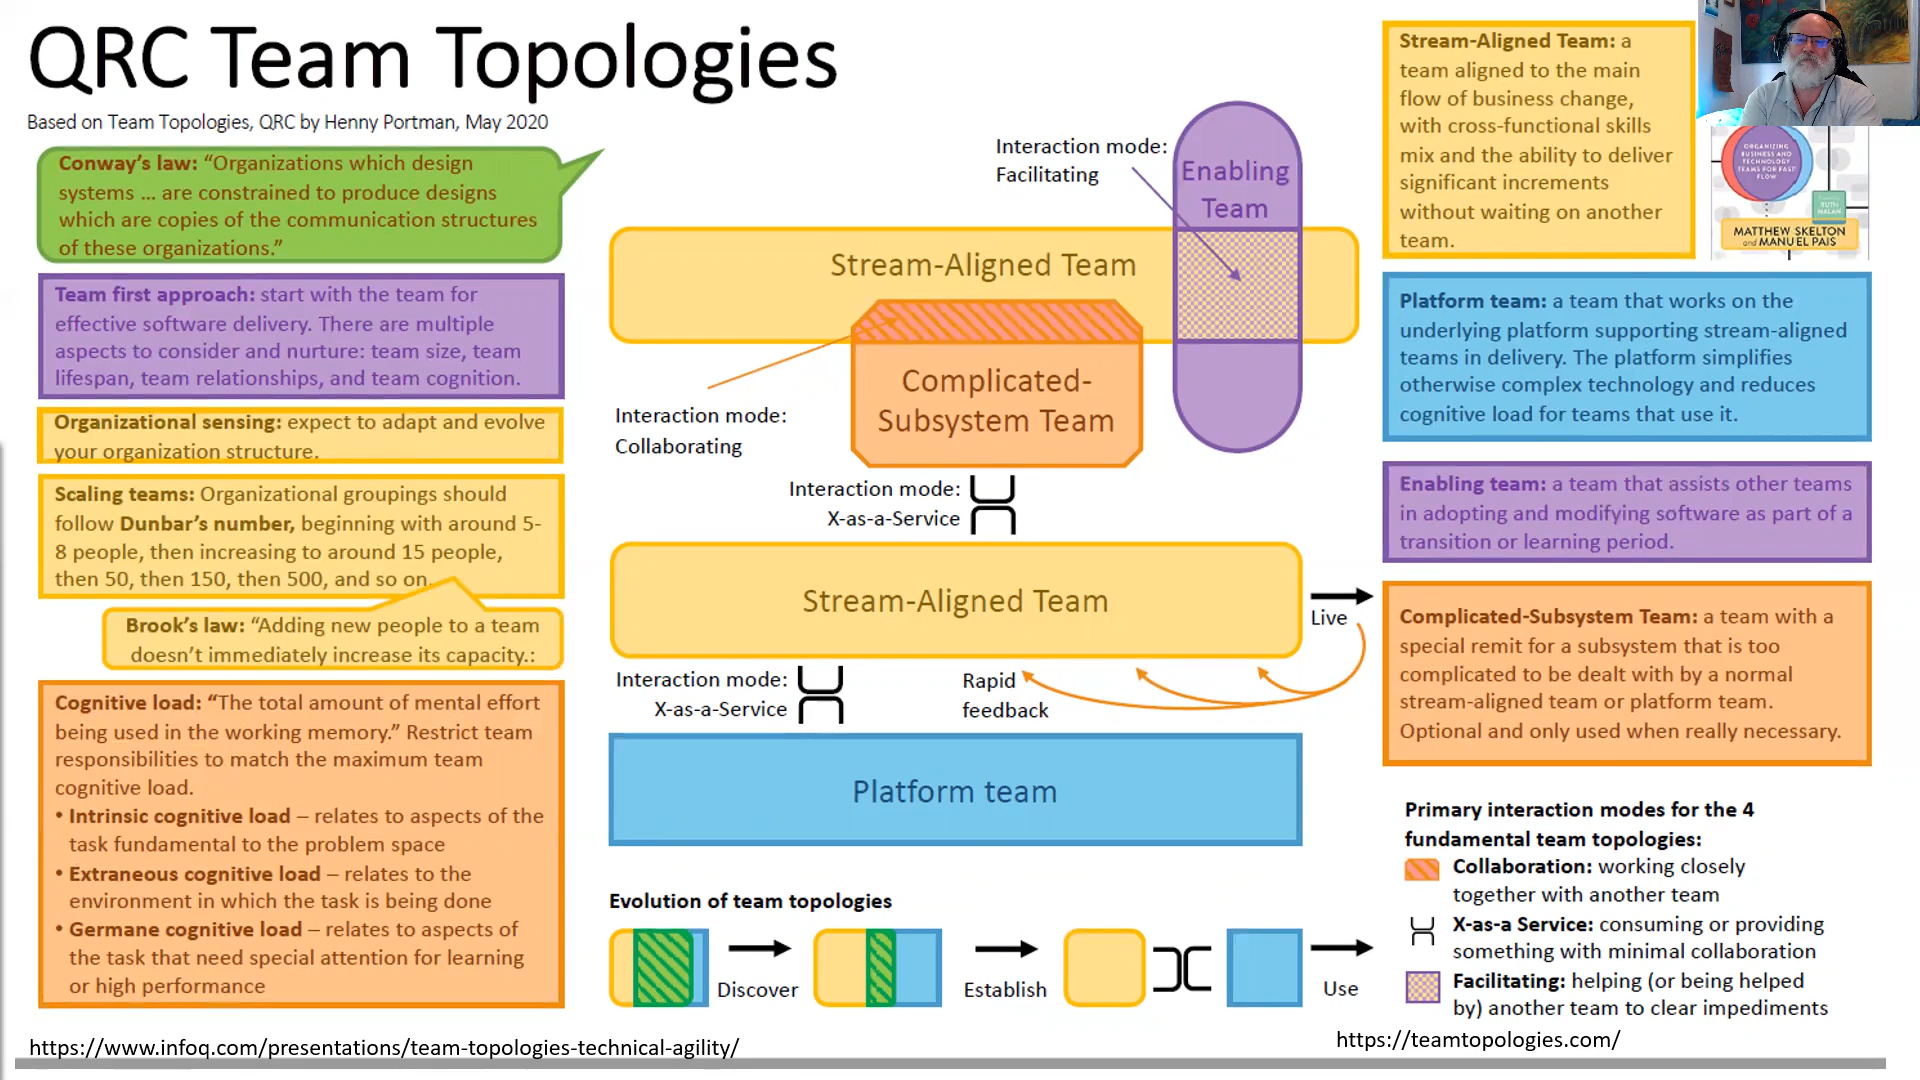 QRC Team Topologies
Based on Team Topologies, QRC by Henny Portman, May 2020
Conway's law: “Organizations which design
systems ... are constrained to produce designs
which are copies of the communication structures
of these organizations.”
Team first approach: start with the team for
effective software delivery. There are multiple
aspects to consider and nurture: team size, team
lifespan, team relationships, and team cognition.
Organizational sensing: expect to adapt and evolve
your organization structure.
Scaling teams: Organizational groupings should
follow Dunbar's number, beginning with around 5-
8 people, then increasing to around 15 people,
then 50, then 150, then 500, and so on.
Brook's law: “Adding new people to a team
doesn't immediately increase its capacity.:
Cognitive load: “The total amount of mental effort
being used in the working memory.” Restrict team
responsibilities to match the maximum team
cognitive load.
• Intrinsic cognitive load – relates to aspects of the
task fundamental to the problem space
• Extraneous cognitive load – relates to the
environment in which the task is being done
• Germane cognitive load – relates to aspects of
the task that need special attention for learning
or high performance
https://www.infoq.com/presentations/team-topologies-technical-agility/
Interaction mode:
Facilitating
Enabling
Team
Stream-Aligned Team
Complicated-
Subsystem Team
Interaction mode:
Collaborating
Interaction mode:
X-as-a-Service
Stream-Aligned Team
Live
Interaction mode:
X-as-a-Service
Rapid
feedback
Platform team
Evolution of team topologies
Discover
Establish
Use
Stream-Aligned Team: a
team aligned to the main
flow of business change,
with cross-functional skills
mix and the ability to deliver
significant increments
without waiting on another
team.
ORGANIZING
BUSINESS AND
TECHNOLOGY
TEAMS FOR FAST
FLOW
RUTH
MALAN
MATTHEW SKELTON
and MANUEL PAIS
Platform team: a team that works on the
underlying platform supporting stream-aligned
teams in delivery. The platform simplifies
otherwise complex technology and reduces
cognitive load for teams that use it.
Enabling team: a team that assists other teams
in adopting and modifying software as part of a
transition or learning period.
Complicated-Subsystem Team: a team with a
special remit for a subsystem that is too
complicated to be dealt with by a normal
stream-aligned team or platform team.
Optional and only used when really necessary.
Primary interaction modes for the 4
fundamental team topologies:
Collaboration: working closely
together with another team
X-as-a Service: consuming or providing
something with minimal collaboration
Facilitating: helping (or being helped
by) another team to clear impediments
https://teamtopologies.com/